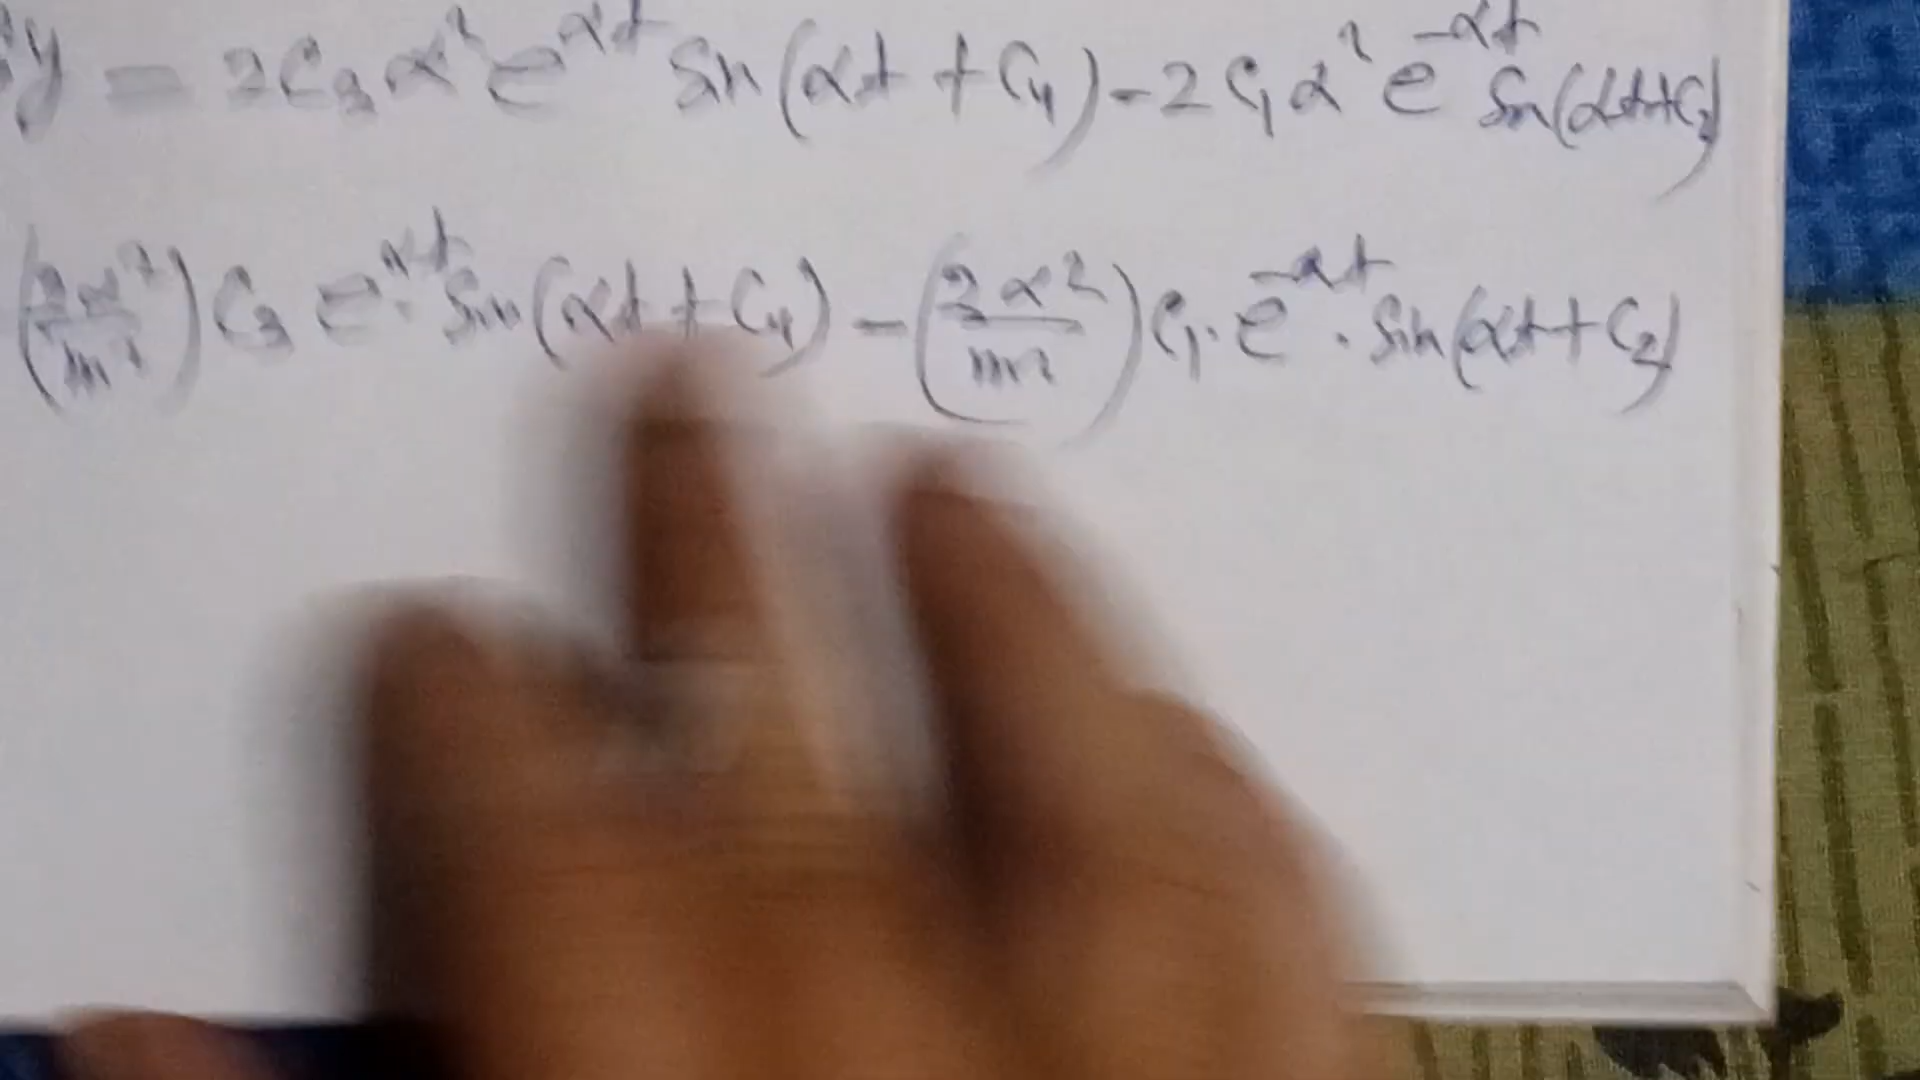 y = 2C₃α²e^{αt} Sin(αt + C₄) - 2C₁α²e^{-αt} Sin(αt + C₂)
(2α²/m²) C₃ e^{αt}. Sin(αt + C₄) - (2α²/m²) C₁. e^{-αt}. Sin(αt + C₂)